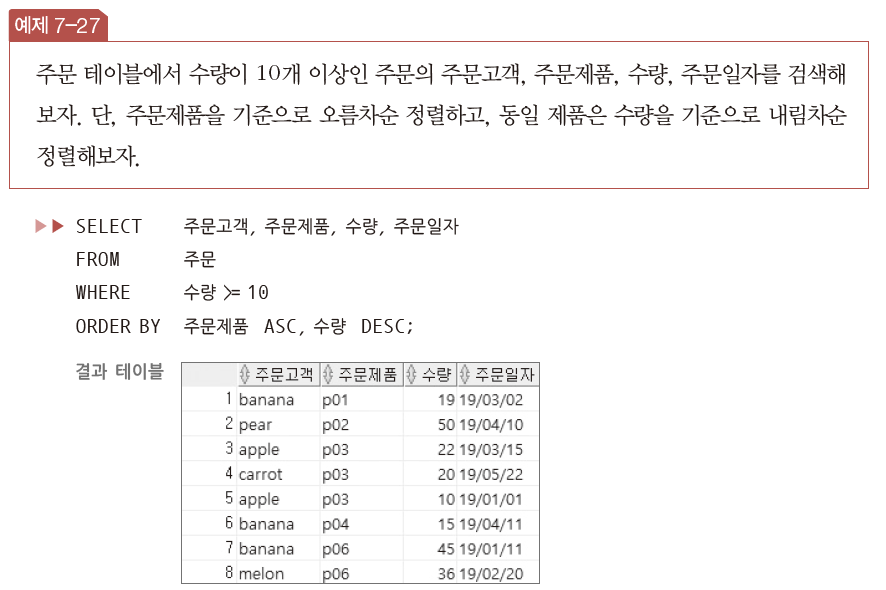 예제 7-27
주문 테이블에서 수량이 10개 이상인 주문의 주문고객, 주문제품, 수량, 주문일자를 검색해
보자. 단, 주문제품을 기준으로 오름차순 정렬하고, 동일 제품은 수량을 기준으로 내림차순
정렬해보자.
▶▶ SELECT 주문고객, 주문제품, 수량, 주문일자
FROM 주문
WHERE 수량 >= 10
ORDER BY 주문제품 ASC, 수량 DESC;
결과 테이블
주문고객 주문제품 수량 주문일자
1 banana p01 19 19/03/02
2 pear p02 50 19/04/10
3 apple p03 22 19/03/15
4 carrot p03 20 19/05/22
5 apple p03 10 19/01/01
6 banana p04 15 19/04/11
7 banana p06 45 19/01/11
8 melon p06 36 19/02/20